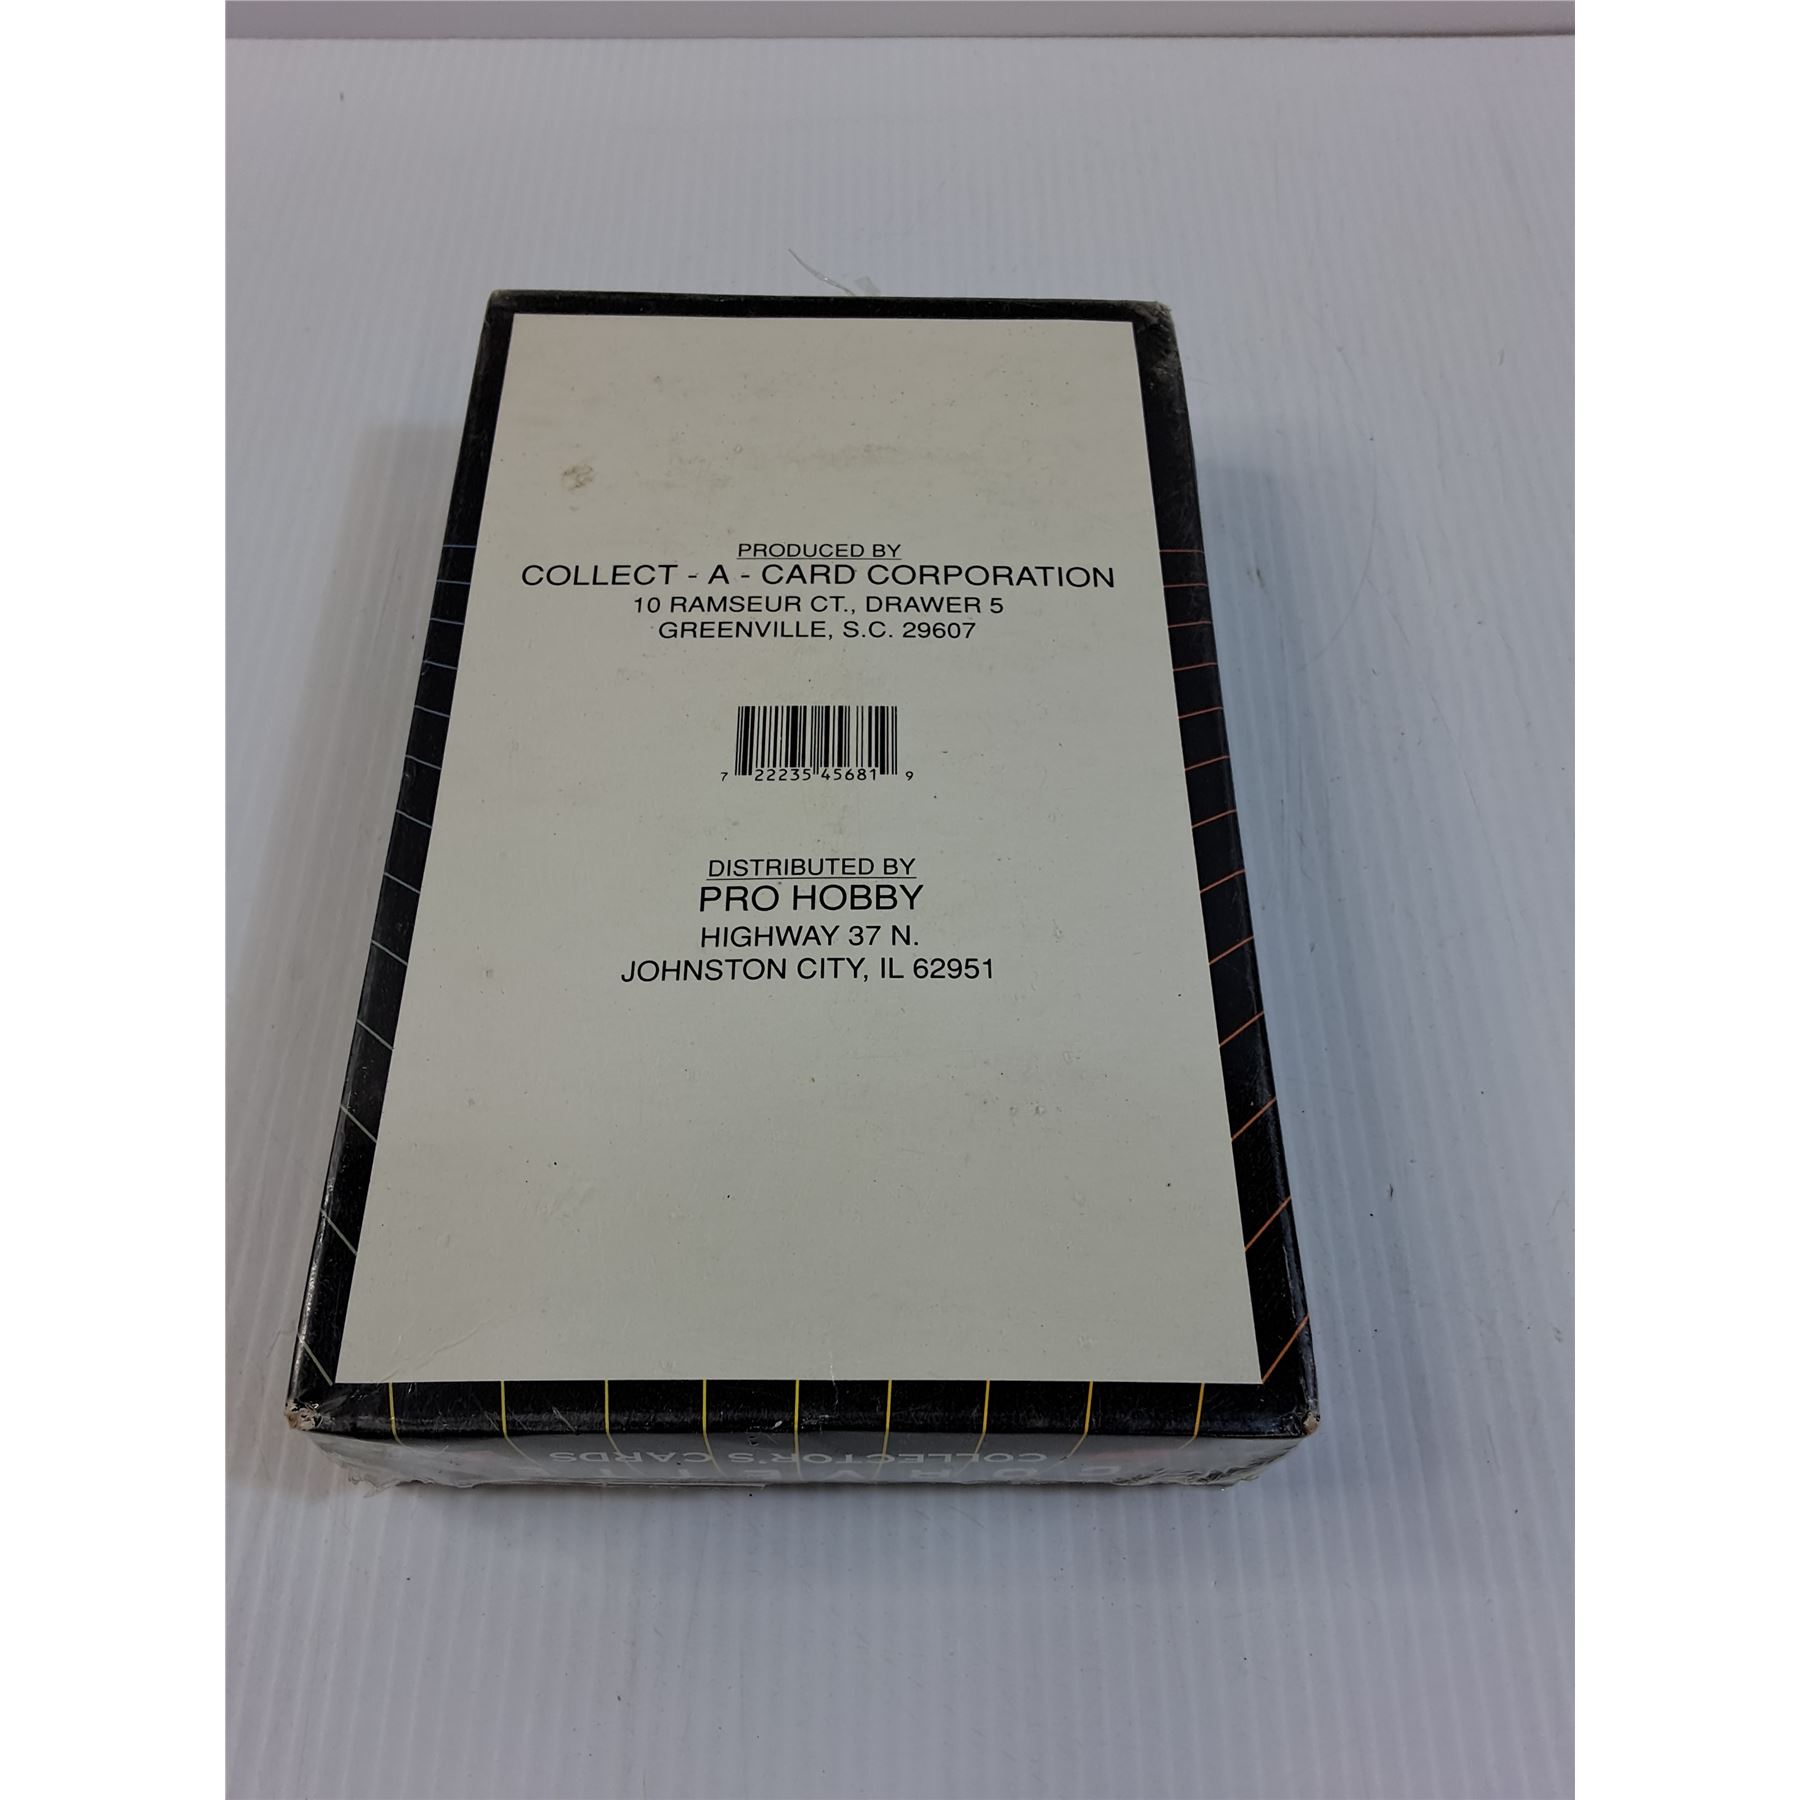 PRODUCED BY
COLLECT - A - CARD CORPORATION
10 RAMSEUR CT., DRAWER 5
GREENVILLE, S.C. 29607
7 22235 45681 9
DISTRIBUTED BY
PRO HOBBY
HIGHWAY 37 N.
JOHNSTON CITY, IL 62951
COLLECTOR'S CARDS